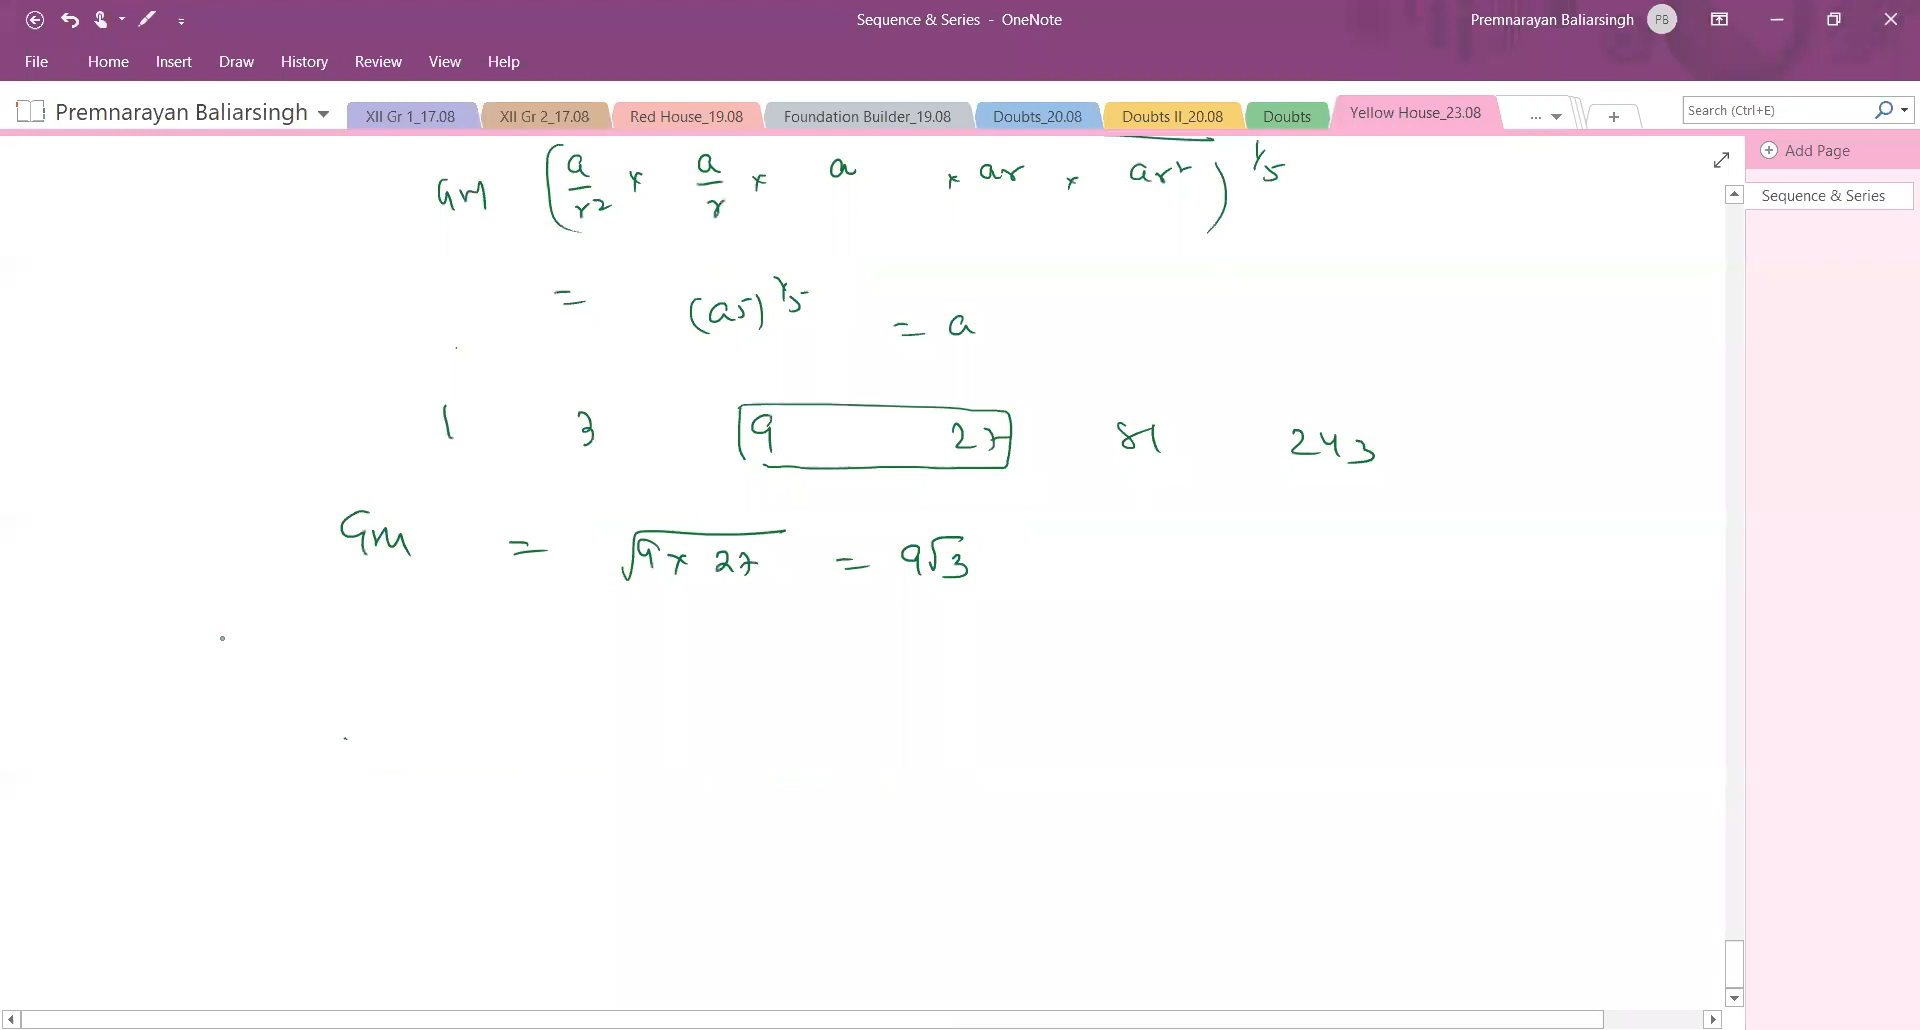 Sequence & Series - OneNote
Premnarayan Baliarsingh PB
File Home Insert Draw History Review View Help
Premnarayan Baliarsingh XII Gr 1_17.08 XII Gr 2_17.08 Red House_19.08 Foundation Builder_19.08 Doubts_20.08 Doubts II_20.08 Doubts Yellow House_23.08 ... + Search (Ctrl+E)
Add Page
Sequence & Series
GM (a/r² × a/r × a × ar × ar²)^1/5
= (a5)^1/5 = a
1 3 9 27 81 243
GM = √9 × 27 = 9√3